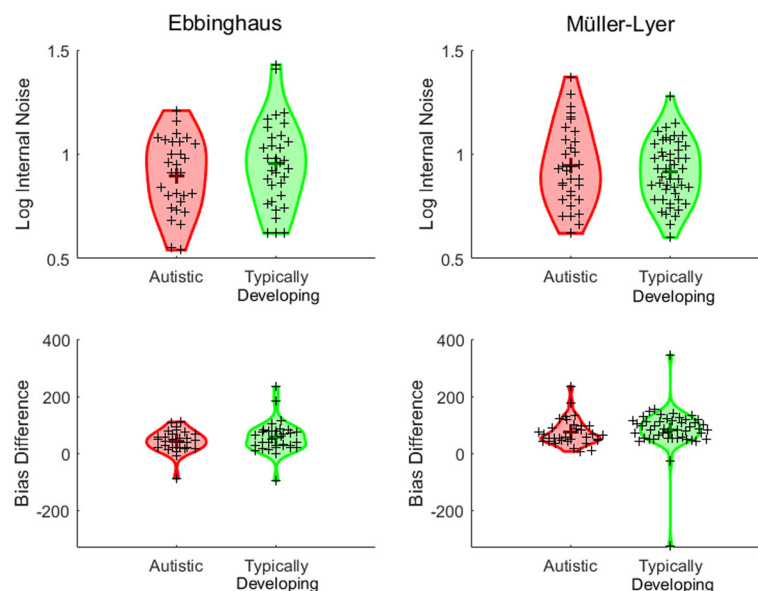 Ebbinghaus
Müller-Lyer
Log Internal Noise
1.5
1
0.5
Autistic
Typically
Developing
Log Internal Noise
1.5
1
0.5
Autistic
Typically
Developing
Bias Difference
400
200
0
-200
Autistic
Typically
Developing
Bias Difference
400
200
0
-200
Autistic
Typically
Developing